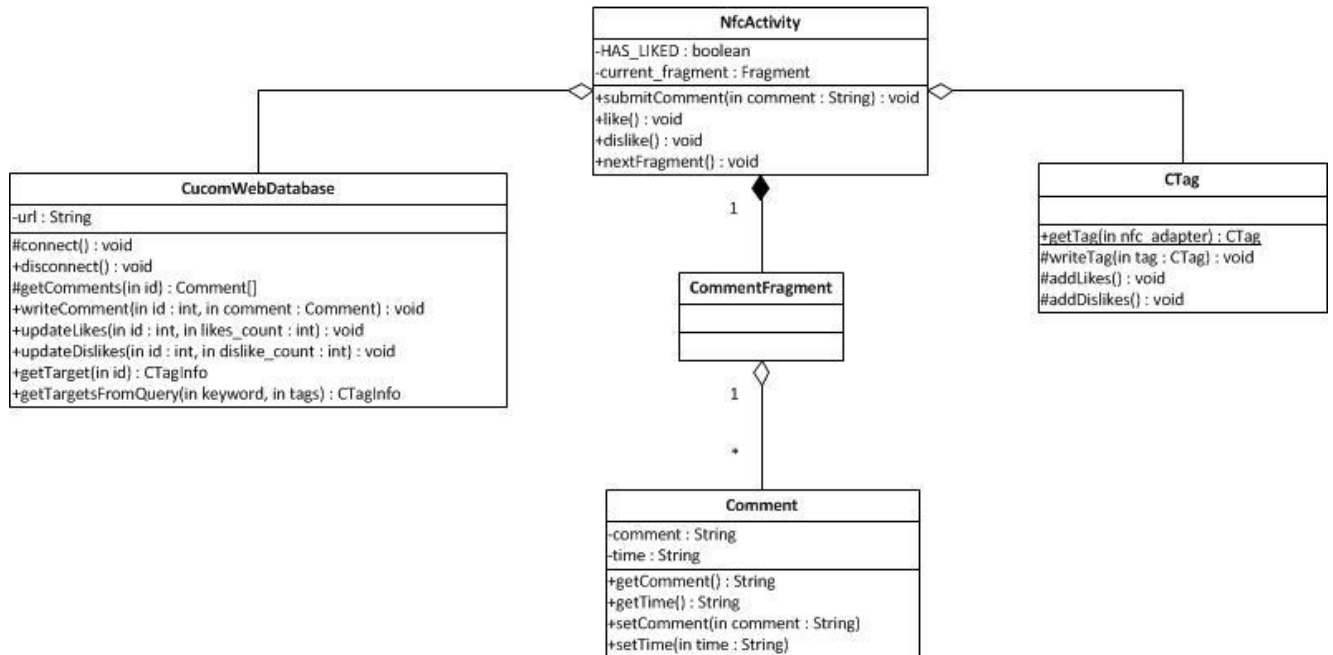 NfcActivity
-HAS_LIKED : boolean
-current_fragment : Fragment
+submitComment(in comment : String) : void
+like() : void
+dislike() : void
+nextFragment() : void
CucomWebDatabase
-url : String
#connect() : void
+disconnect() : void
#getComments(in id) : Comment[]
+writeComment(in id : int, in comment : Comment) : void
+updateLikes(in id : int, in likes_count : int) : void
+updateDislikes(in id : int, in dislike_count : int) : void
+getTarget(in id) : CTagInfo
+getTargetsFromQuery(in keyword, in tags) : CTagInfo
CTag
+getTag(in nfc_adapter) : CTag
#writeTag(in tag : CTag) : void
#addLikes() : void
#addDislikes() : void
1
CommentFragment
1
*
Comment
-comment : String
-time : String
+getComment() : String
+getTime() : String
+setComment(in comment : String)
+setTime(in time : String)